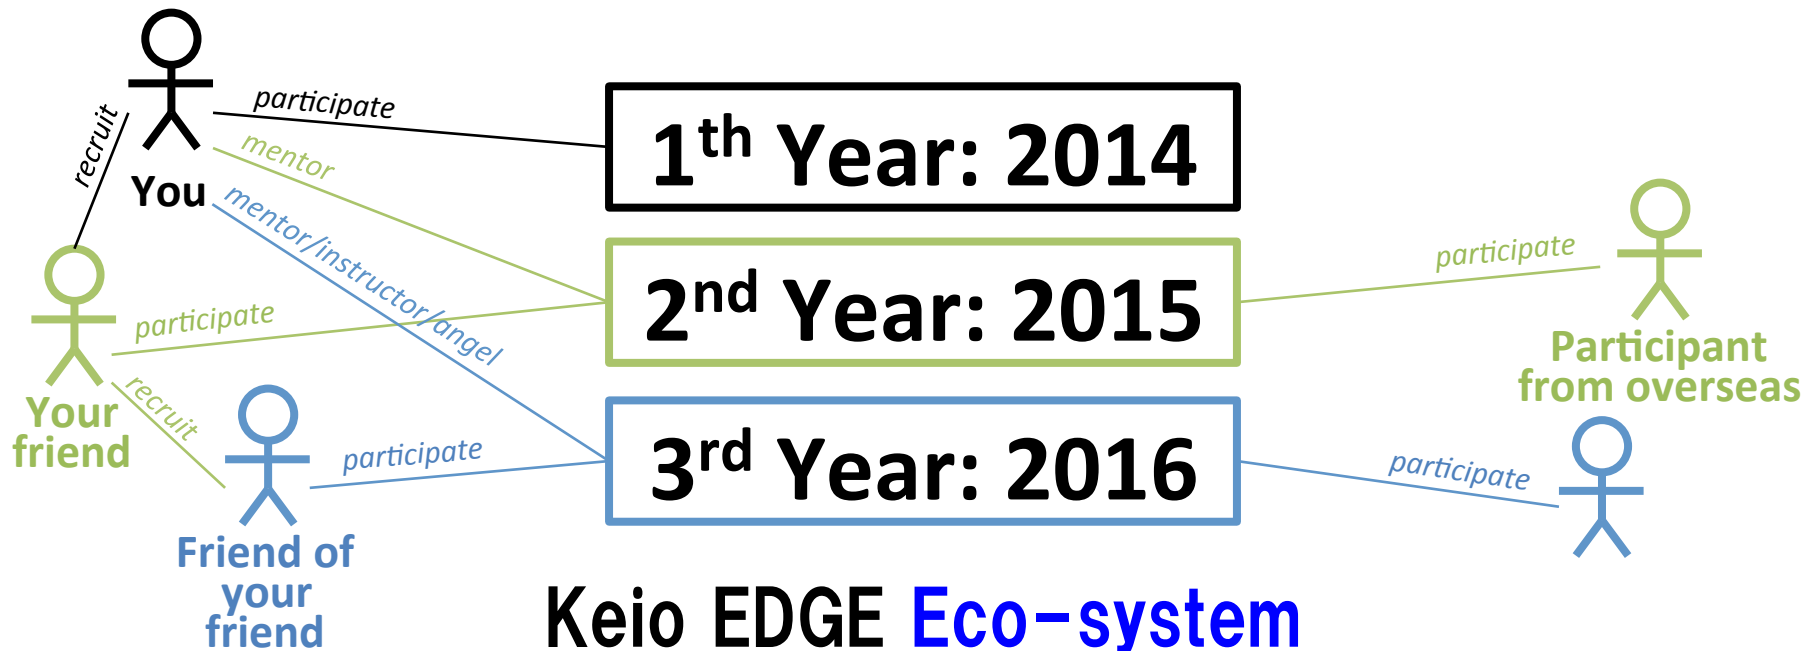 participate
recruit
1th Year: 2014
mentor
You
mentor/instructor/angel
participate
2nd Year: 2015
participate
Participant
from overseas
Your
friend
recruit
participate
3rd Year: 2016
participate
Friend of
your
friend
Keio EDGE Eco-system